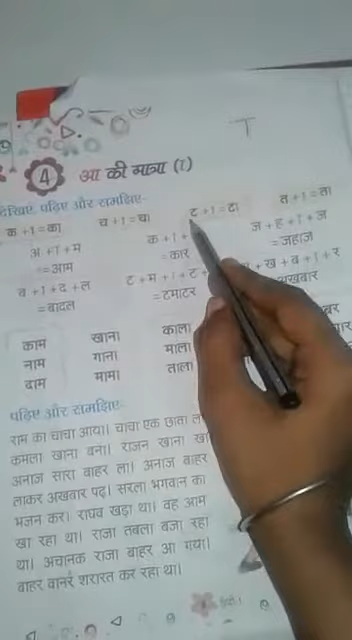 T
4 आ की मात्रा (ा)
देखिए, पढ़िए और समझिए-
क + ा = का च + ा = चा ट + ा = टा त + ा = ता
अ + ा + म क + ा + ज + ह + ा + ज
= आम = कार = जहाज
ब + ा + द + ल ट + म + ा + ट + ख + ब + ा + र
= बादल = टमाटर
काम खाना काला
नाम गाना माला
दाम मामा ताला
पढ़िए और समझिए-
राम का चाचा आया। चाचा एक छाता
कमला खाना बना। राजन खाना खा
अनाज सारा बाहर ला। अनाज बाहर
लाकर अखबार पढ़। सरला भगवान का
भजन कर। राघव खड़ा था। वह आम
खा रहा था। राजा तबला बजा रहा
था। अचानक राजा बाहर आ गया।
बाहर वानर शरारत कर रहा था।